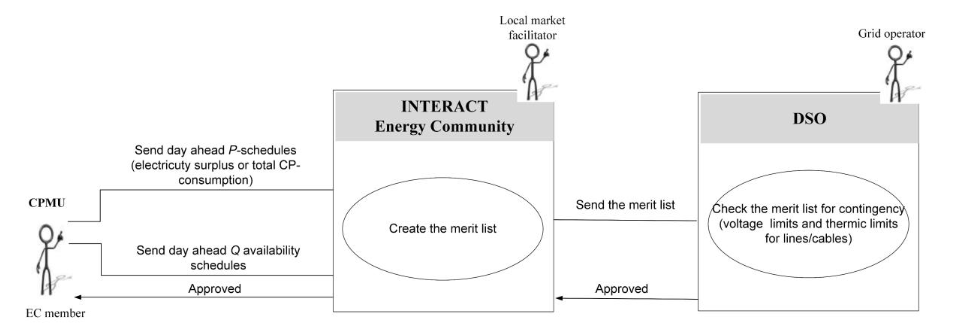 Local market
facilitator
Grid operator
INTERACT
Energy Community
DSO
Send day ahead P-schedules
(electricuty surplus or total CP-
consumption)
CPMU
Send the merit list
Create the merit list
Check the merit list for contingency
(voltage limits and thermic limits
for lines/cables)
Send day ahead Q availability
schedules
Approved
Approved
EC member